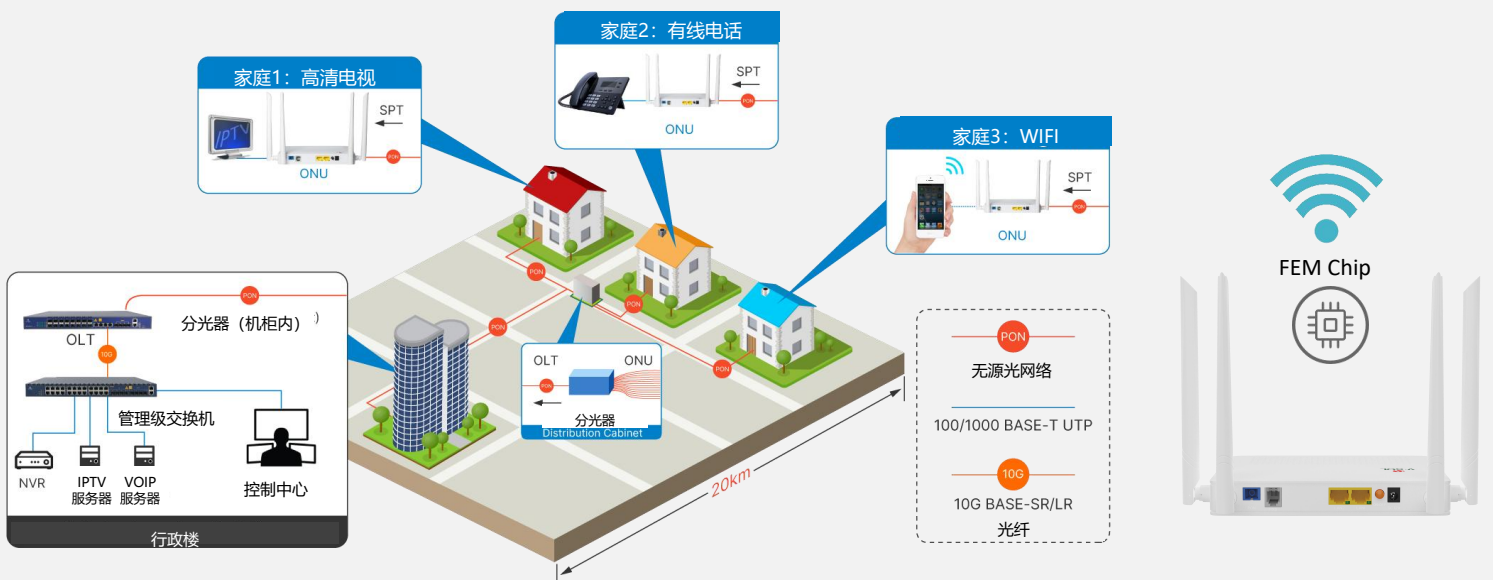 家庭1：高清电视
SPT
PON
ONU
IPTV
家庭2：有线电话
SPT
PON
ONU
家庭3：WIFI
SPT
PON
ONU
FEM Chip
PON
分光器（机柜内） )
OLT
100
管理级交换机
NVR
IPTV
服务器
VOIP
服务器
控制中心
行政楼
PON
PON
PON
PON
OLT
ONU
PON
分光器
Distribution Cabinet
20km
PON
无源光网络
100/1000 BASE-T UTP
10G
10G BASE-SR/LR
光纤